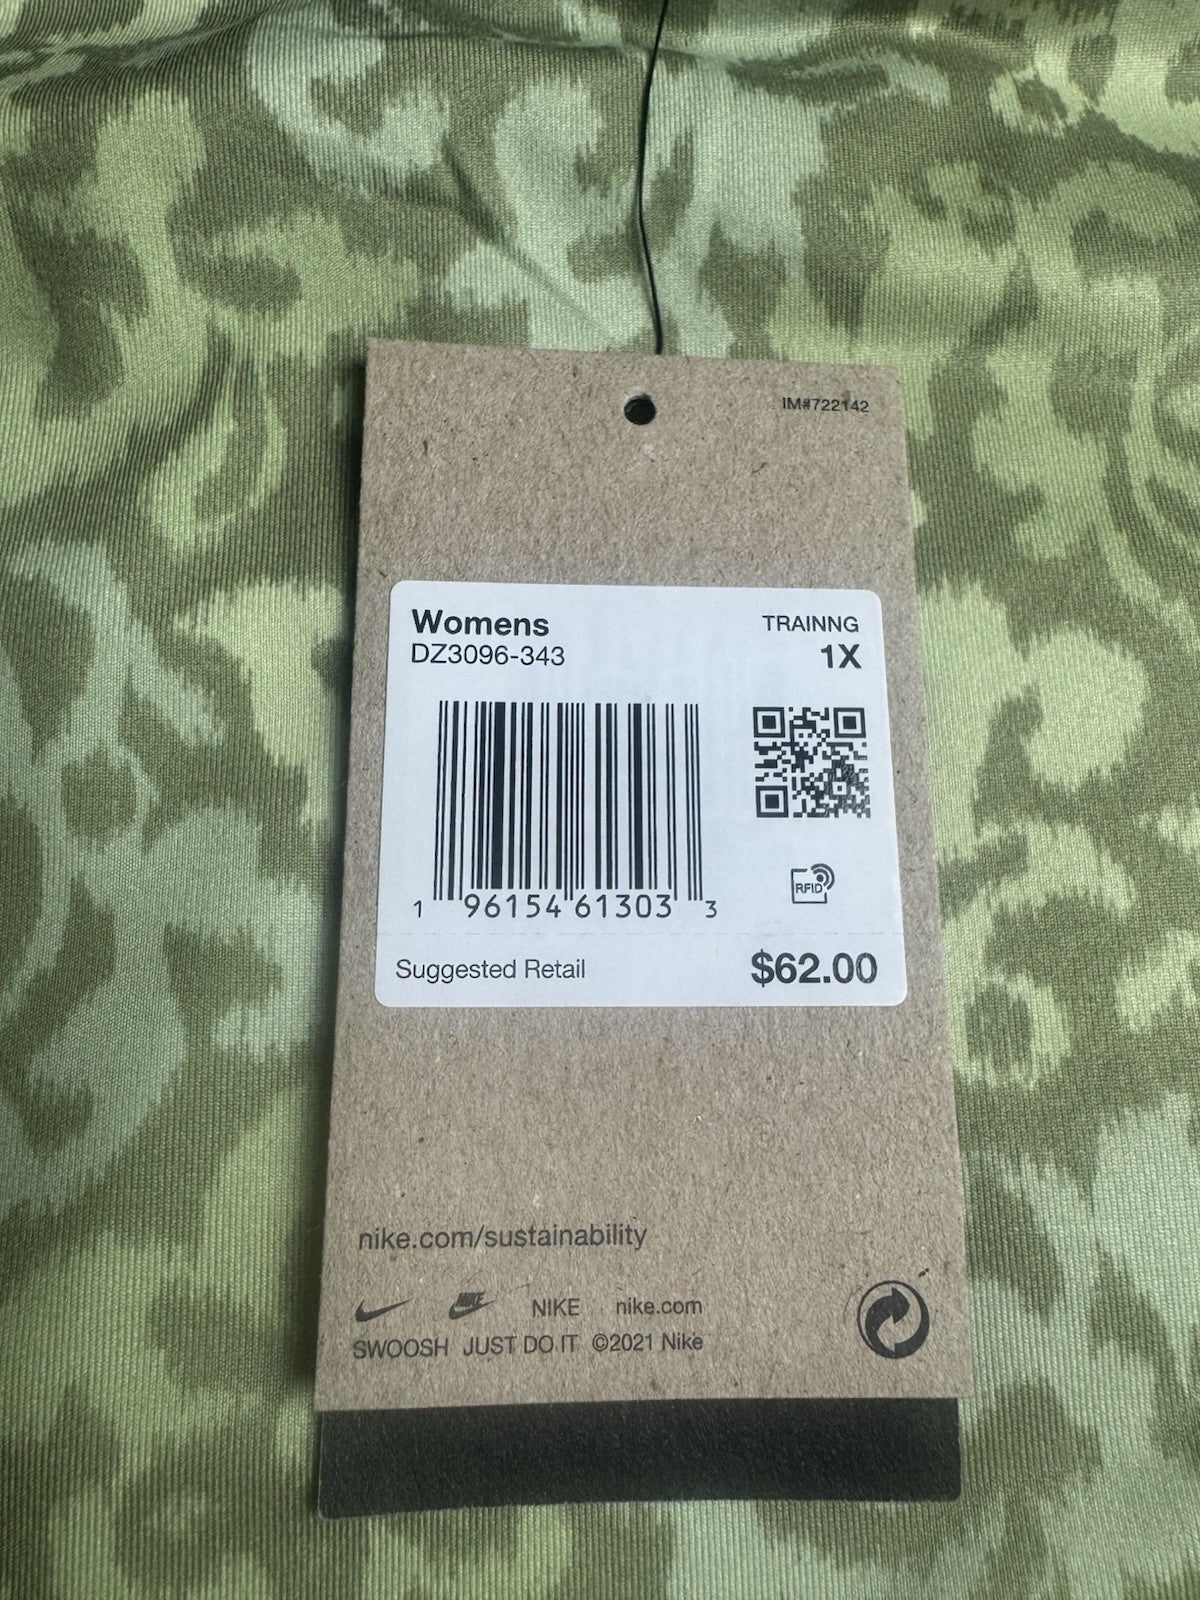 IM#722142
Womens TRAINNG
DZ3096-343 1X
RFID
1 96154 61303 3
Suggested Retail $62.00
nike.com/sustainability
NIKE NIKE nike.com
SWOOSH JUST DO IT ©2021 Nike